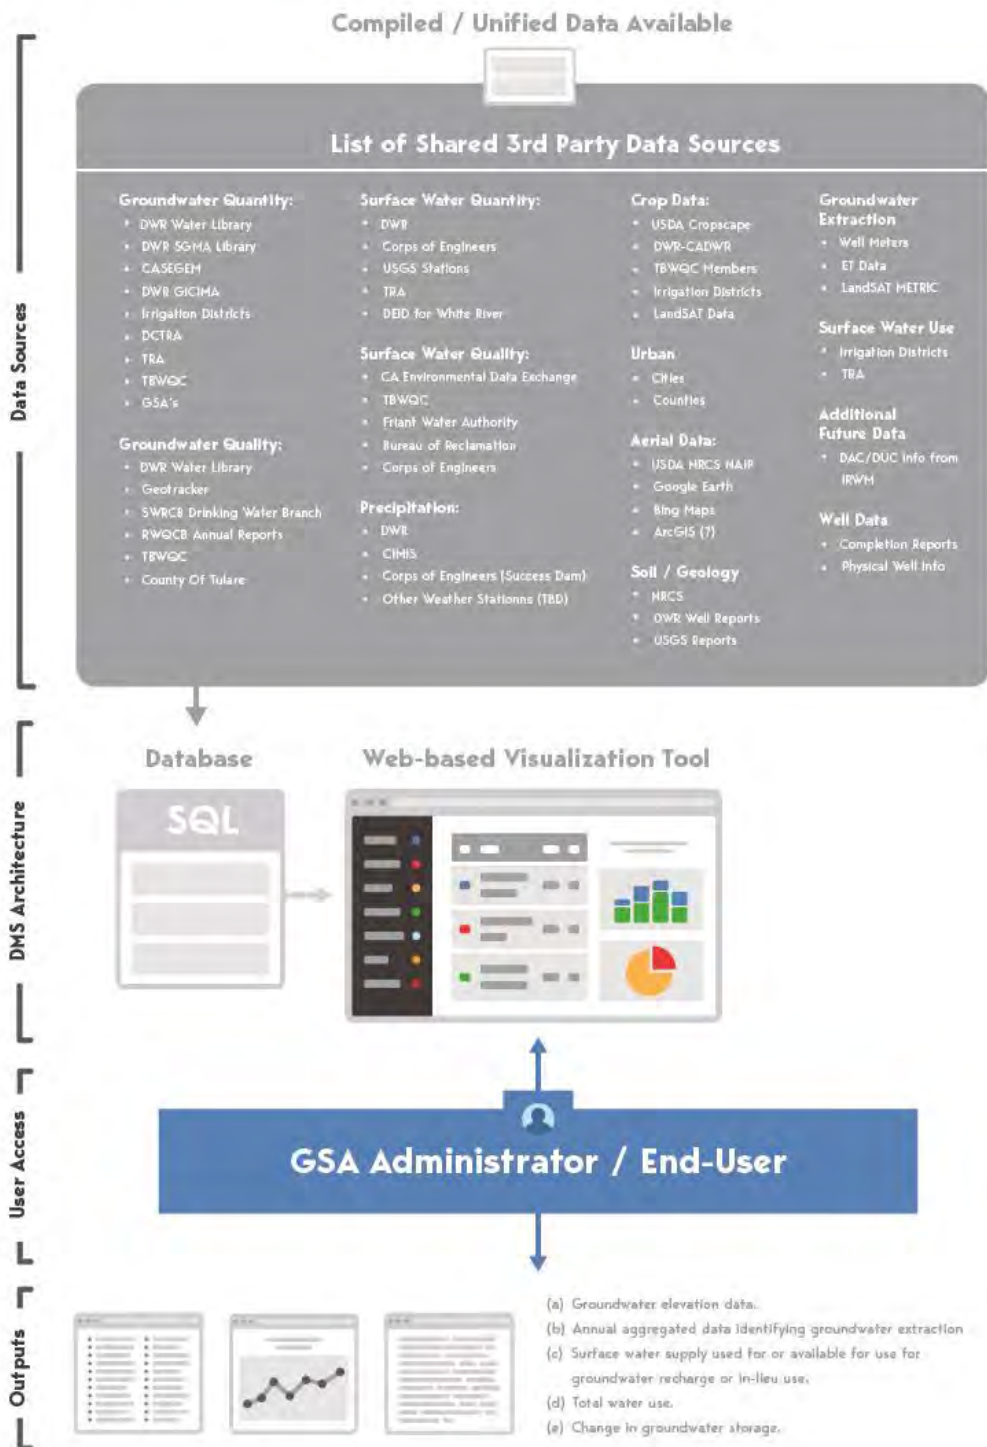 Compiled / Unified Data Available
List of Shared 3rd Party Data Sources
Groundwater Quantity:
• DWR Water Library
• DWR SGMA Library
• CASEGEM
• DWR GICIMA
• Irrigation Districts
• DCTRA
• TRA
• TBWQC
• GSA's
Groundwater Quality:
• DWR Water Library
• Geotracker
• SWRCB Drinking Water Branch
• RWQCB Annual Reports
• TBWQC
• County Of Tulare
Surface Water Quantity:
• DWR
• Corps of Engineers
• USGS Stations
• TRA
• DEID for White River
Surface Water Quality:
• CA Environmental Data Exchange
• TBWQC
• Friant Water Authority
• Bureau of Reclamation
• Corps of Engineers
Precipitation:
• DWR
• CIMIS
• Corps of Engineers (Success Dam)
• Other Weather Stationns (TBD)
Crop Data:
• USDA Cropscape
• DWR-CADWR
• TBWQC Members
• Irrigation Districts
• LandSAT Data
Urban
• Cities
• Counties
Aerial Data:
• USDA NRCS NAIP
• Google Earth
• Bing Maps
• ArcGIS (?)
Soil / Geology
• NRCS
• DWR Well Reports
• USGS Reports
Groundwater
Extraction
• Well Meters
• ET Data
• LandSAT METRIC
Surface Water Use
• Irrigation Districts
• TRA
Additional
Future Data
• DAC/DUC Info from
IRWM
Well Data
• Completion Reports
• Physical Well Info
Data Sources
Database
Web-based Visualization Tool
SQL
DMS Architecture
GSA Administrator / End-User
User Access
(a) Groundwater elevation data.
(b) Annual aggregated data identifying groundwater extraction
(c) Surface water supply used for or available for use for
groundwater recharge or in-lieu use.
(d) Total water use.
(e) Change in groundwater storage.
Outputs